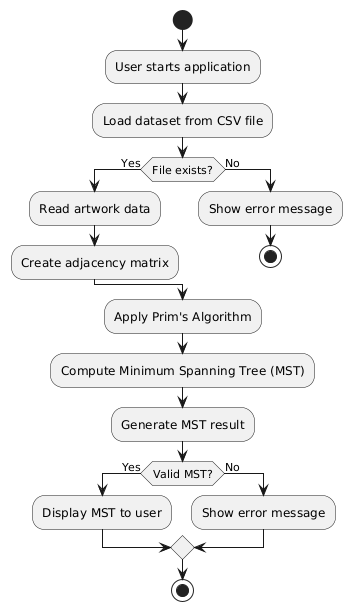 User starts application
Load dataset from CSV file
Yes
File exists?
No
Read artwork data
Show error message
Create adjacency matrix
Apply Prim's Algorithm
Compute Minimum Spanning Tree (MST)
Generate MST result
Yes
Valid MST?
No
Display MST to user
Show error message